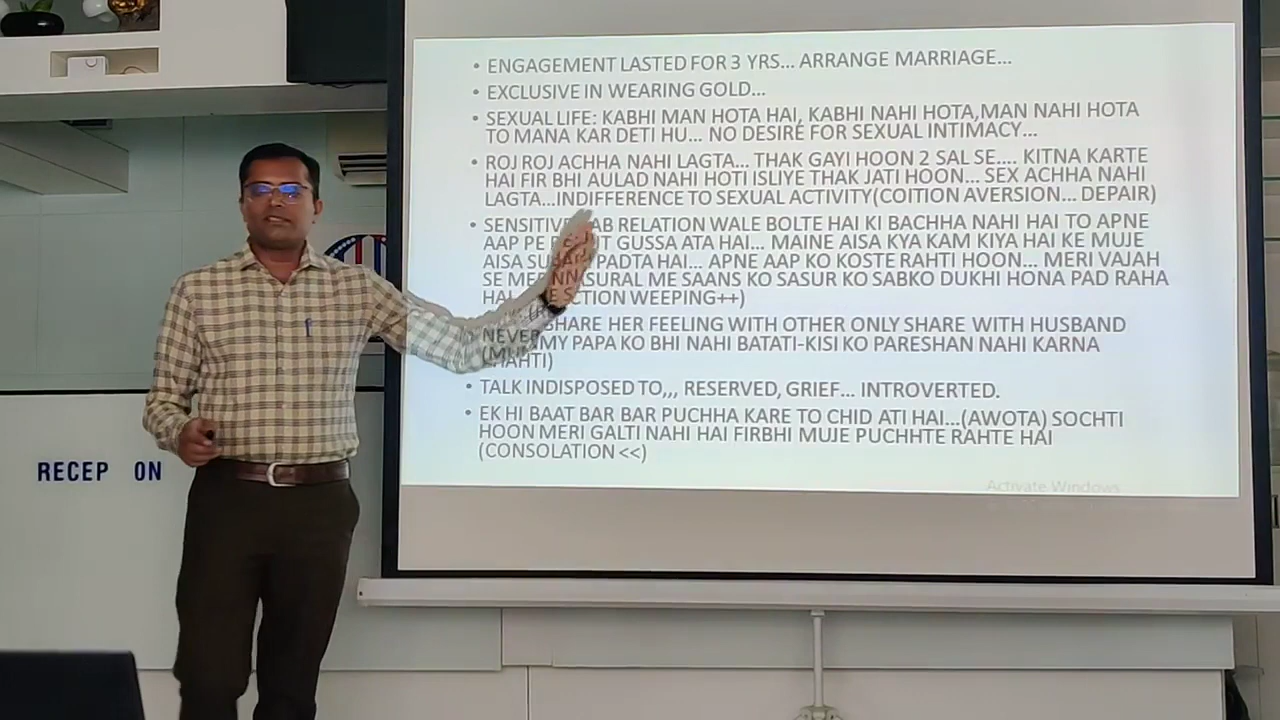 ENGAGEMENT LASTED FOR 3 YRS... ARRANGE MARRIAGE...
EXCLUSIVE IN WEARING GOLD...
SEXUAL LIFE: KABHI MAN HOTA HAI, KABHI NAHI HOTA,MAN NAHI HOTA
TO MANA KAR DETI HU... NO DESIRE FOR SEXUAL INTIMACY...
ROJ ROJ ACHHA NAHI LAGTA... THAK GAYI HOON 2 SAL SE.... KITNA KARTE
HAI FIR BHI AULAD NAHI HOTI ISLIYE THAK JATI HOON... SEX ACHHA NAHI
LAGTA...INDIFFERENCE TO SEXUAL ACTIVITY(COITION AVERSION... DEPAIR)
RELATION WALE BOLTE HAI KI BACHHA NAHI HAI TO APNE
AAP PE GUSSA ATA HAI... MAINE AISA KYA KAM KIYA HAI KE MUJE
AISA PADTA HAI... APNE AAP KO KOSTE RAHTI HOON... MERI VAJAH
SE ME SAANS KO SASUR KO SABKO DUKHI HONA PAD RAHA
WEEPING++)
NEVER SHARE HER FEELING WITH OTHER ONLY SHARE WITH HUSBAND
PAPA KO BHI NAHI BATATI-KISI KO PARESHAN NAHI KARNA
TALK INDISPOSED TO,,, RESERVED, GRIEF... INTROVERTED.
EK HI BAAT BAR BAR PUCHHA KARE TO CHID ATI HAI...(AWOTA) SOCHTI
HOON MERI GALTI NAHI HAI FIRBHI MUJE PUCHHTE RAHTE HAI
(CONSOLATION <<)
Activate Windows
RECEP ON